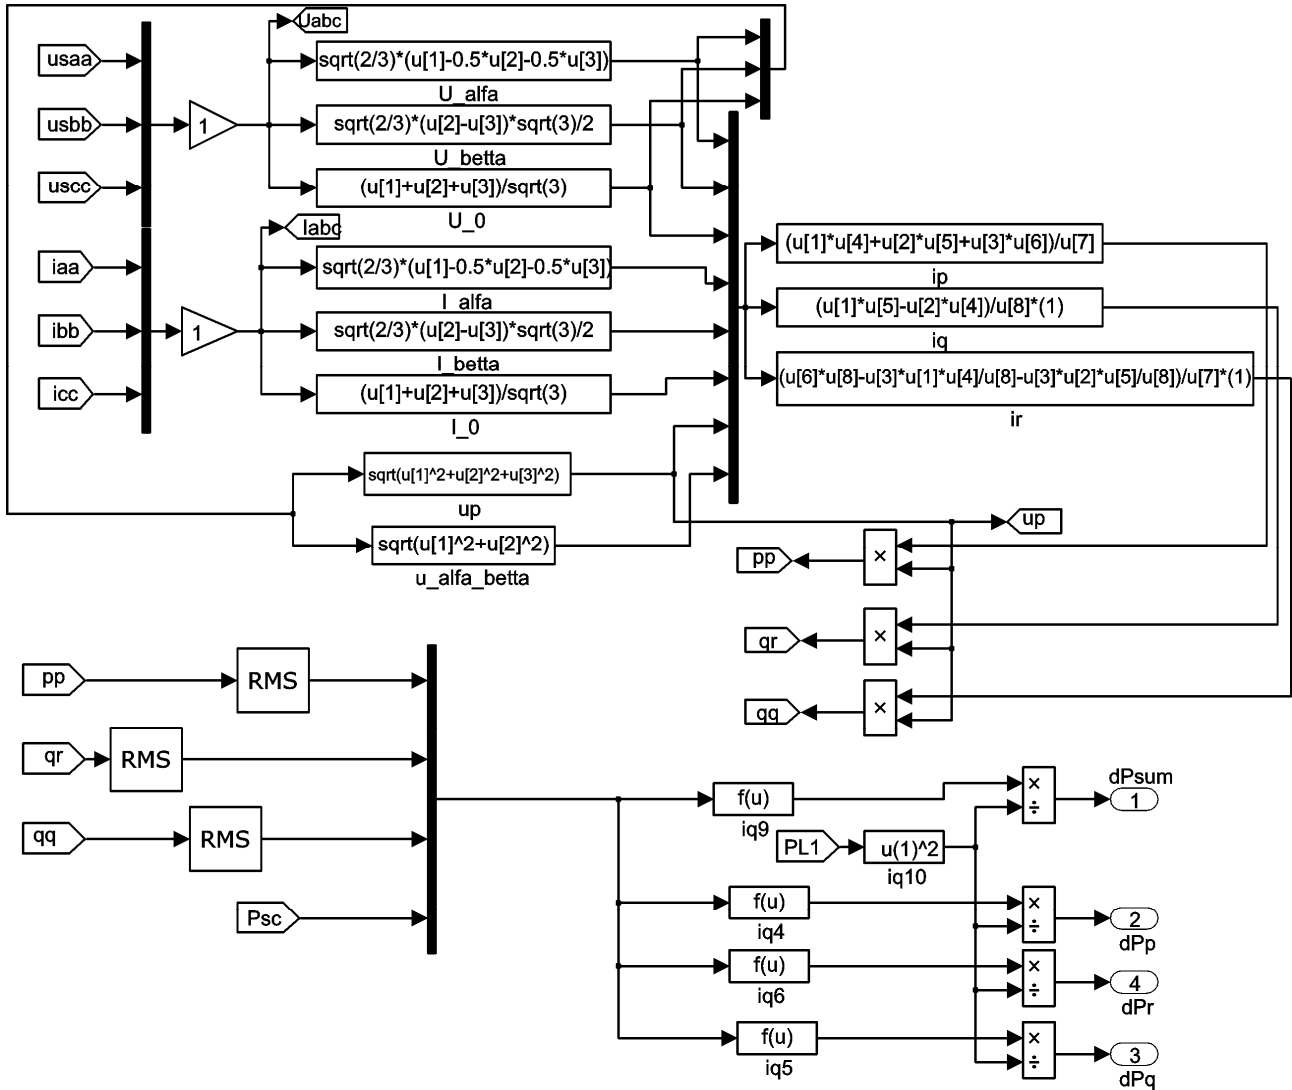 Uabc
usaa
sqrt(2/3)*(u[1]-0.5*u[2]-0.5*u[3])
U_alfa
usbb
1
sqrt(2/3)*(u[2]-u[3])*sqrt(3)/2
U_betta
uscc
(u[1]+u[2]+u[3])/sqrt(3)
U_0
Iabc
iaa
sqrt(2/3)*(u[1]-0.5*u[2]-0.5*u[3])
I_alfa
ibb
1
sqrt(2/3)*(u[2]-u[3])*sqrt(3)/2
I_betta
icc
(u[1]+u[2]+u[3])/sqrt(3)
I_0
(u[1]*u[4]+u[2]*u[5]+u[3]*u[6])/u[7]
ip
(u[1]*u[5]-u[2]*u[4])/u[8]*(1)
iq
(u[6]*u[8]-u[3]*u[1]*u[4]/u[8]-u[3]*u[2]*u[5]/u[8])/u[7]*(1)
ir
sqrt(u[1]^2+u[2]^2+u[3]^2)
up
sqrt(u[1]^2+u[2]^2)
u_alfa_betta
up
pp
×
qr
×
qq
×
pp
RMS
qr
RMS
qq
RMS
Psc
f(u)
iq9
×
÷
dPsum
1
PL1
u(1)^2
iq10
f(u)
iq4
×
÷
2
dPp
f(u)
iq6
×
÷
4
dPr
f(u)
iq5
×
÷
3
dPq